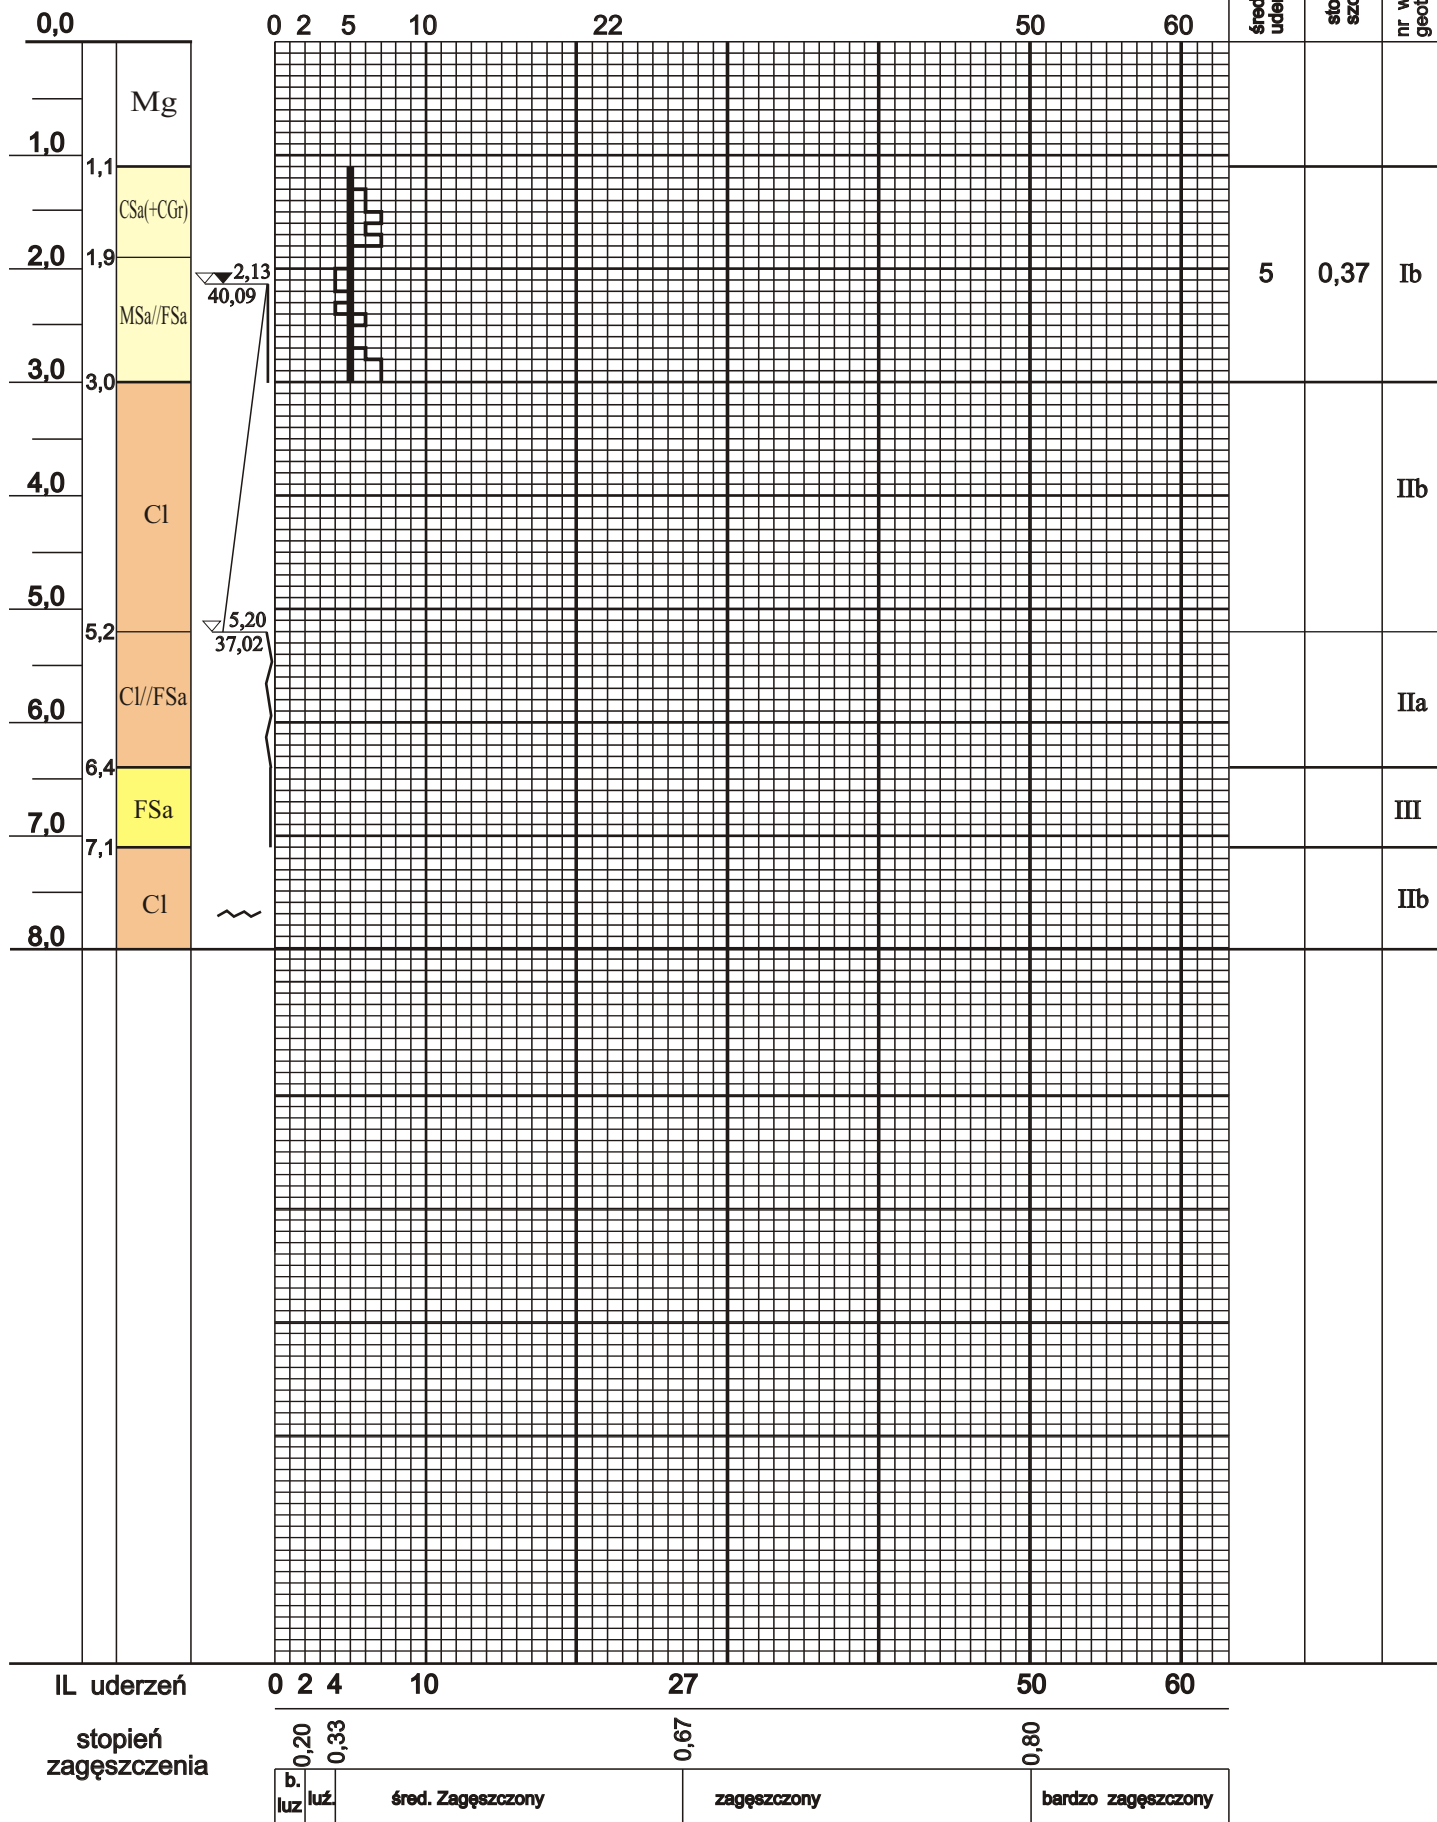 0,0 0 2 5 10 22 50 60
Mg
1,0
1,1
CSa(+CGr)
2,0
1,9
2,13
40,09
5 0,37 Ib
MSa//FSa
3,0
3,0
4,0
Cl
IIb
5,0
5,2
5,20
37,02
Cl//FSa
6,0
IIa
6,4
FSa
III
7,0
7,1
Cl
IIb
8,0
IL uderzeń 0 2 4 10 27 50 60
stopień
zagęszczenia
0,20 0,33 0,67 0,80
b.
luz luź. śred. Zagęszczony zagęszczony bardzo zagęszczony